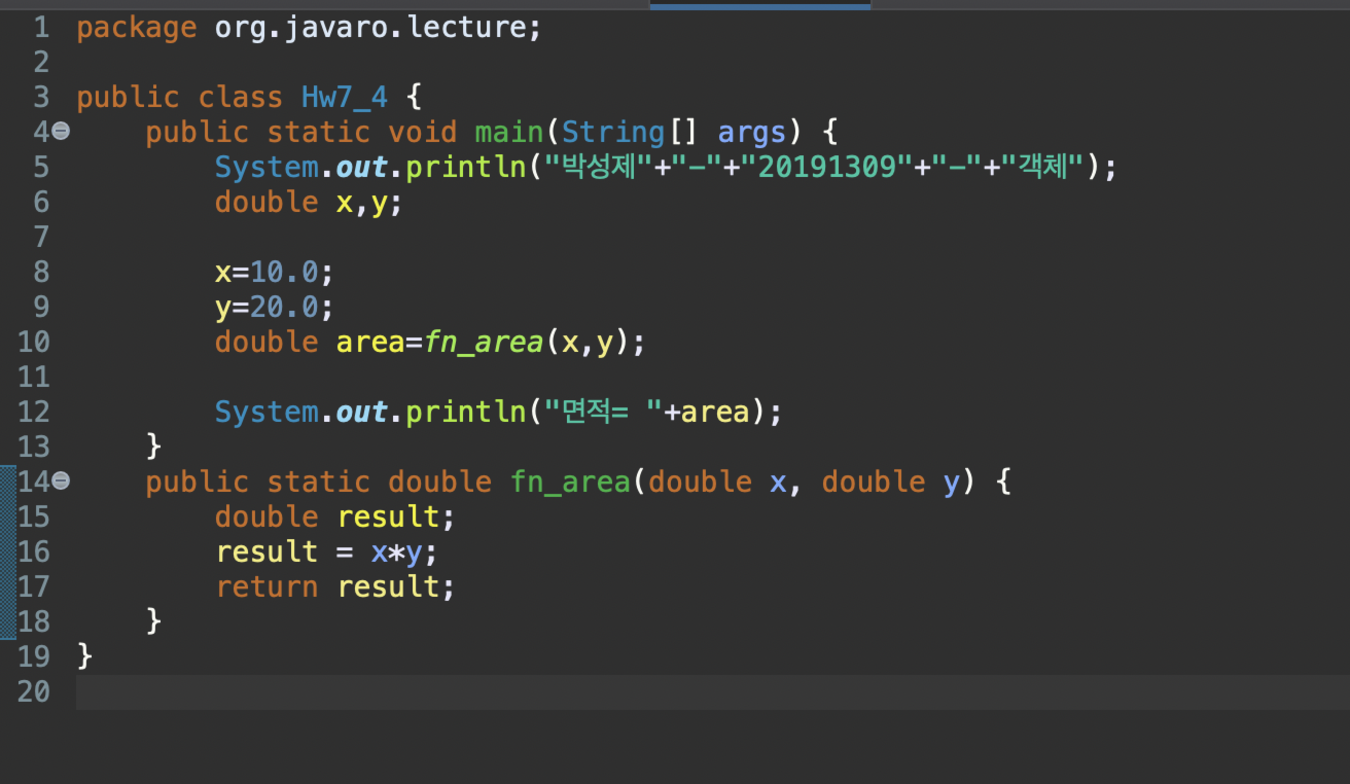 1 package org.javaro.lecture;
2
3 public class Hw7_4 {
4     public static void main(String[] args) {
5         System.out.println("박성제"+"-"+"20191309"+"-"+"객체");
6         double x,y;
7
8         x=10.0;
9         y=20.0;
10         double area=fn_area(x,y);
11
12         System.out.println("면적= "+area);
13     }
14     public static double fn_area(double x, double y) {
15         double result;
16         result = x*y;
17         return result;
18     }
19 }
20